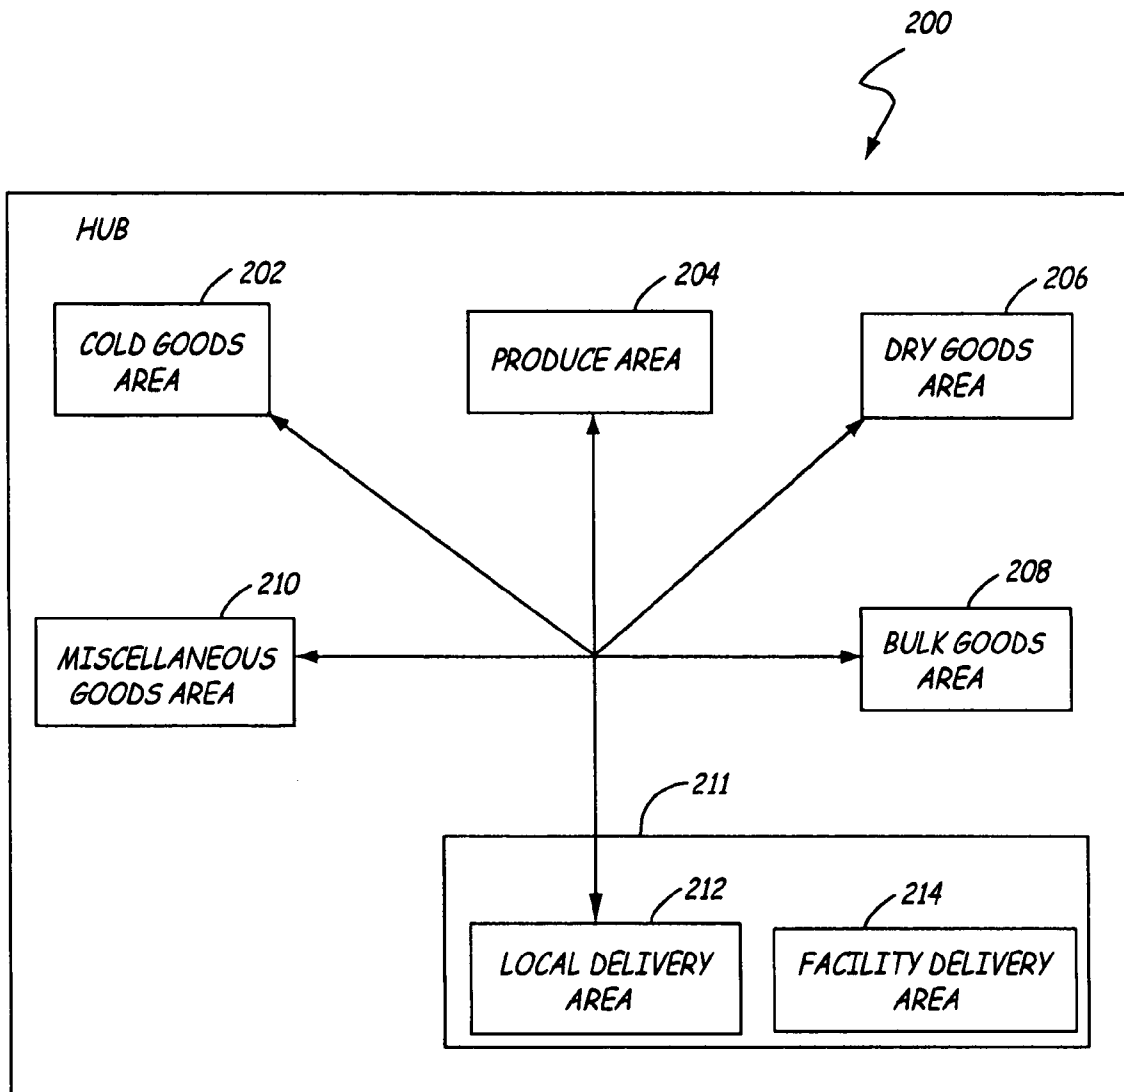 200
HUB
202
204
206
COLD GOODS
AREA
PRODUCE AREA
DRY GOODS
AREA
210
208
MISCELLANEOUS
GOODS AREA
BULK GOODS
AREA
211
212
214
LOCAL DELIVERY
AREA
FACILITY DELIVERY
AREA